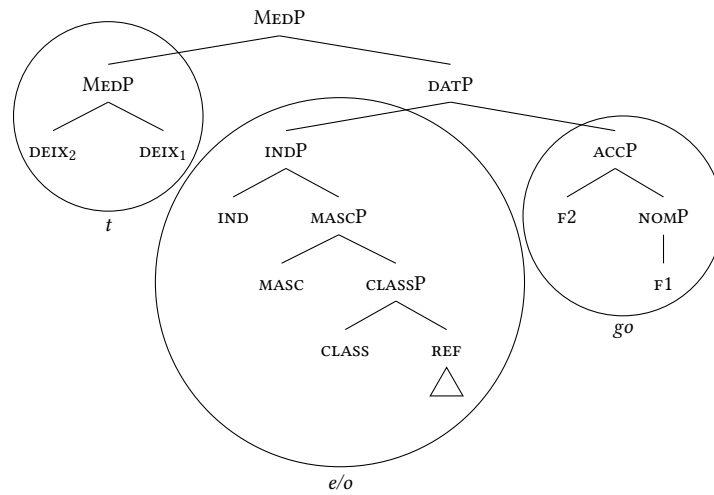 MedP
MedP datP
deix2 deix1 indP accP
t ind mascP f2 nomP
masc classP f1
go
class ref
e/o